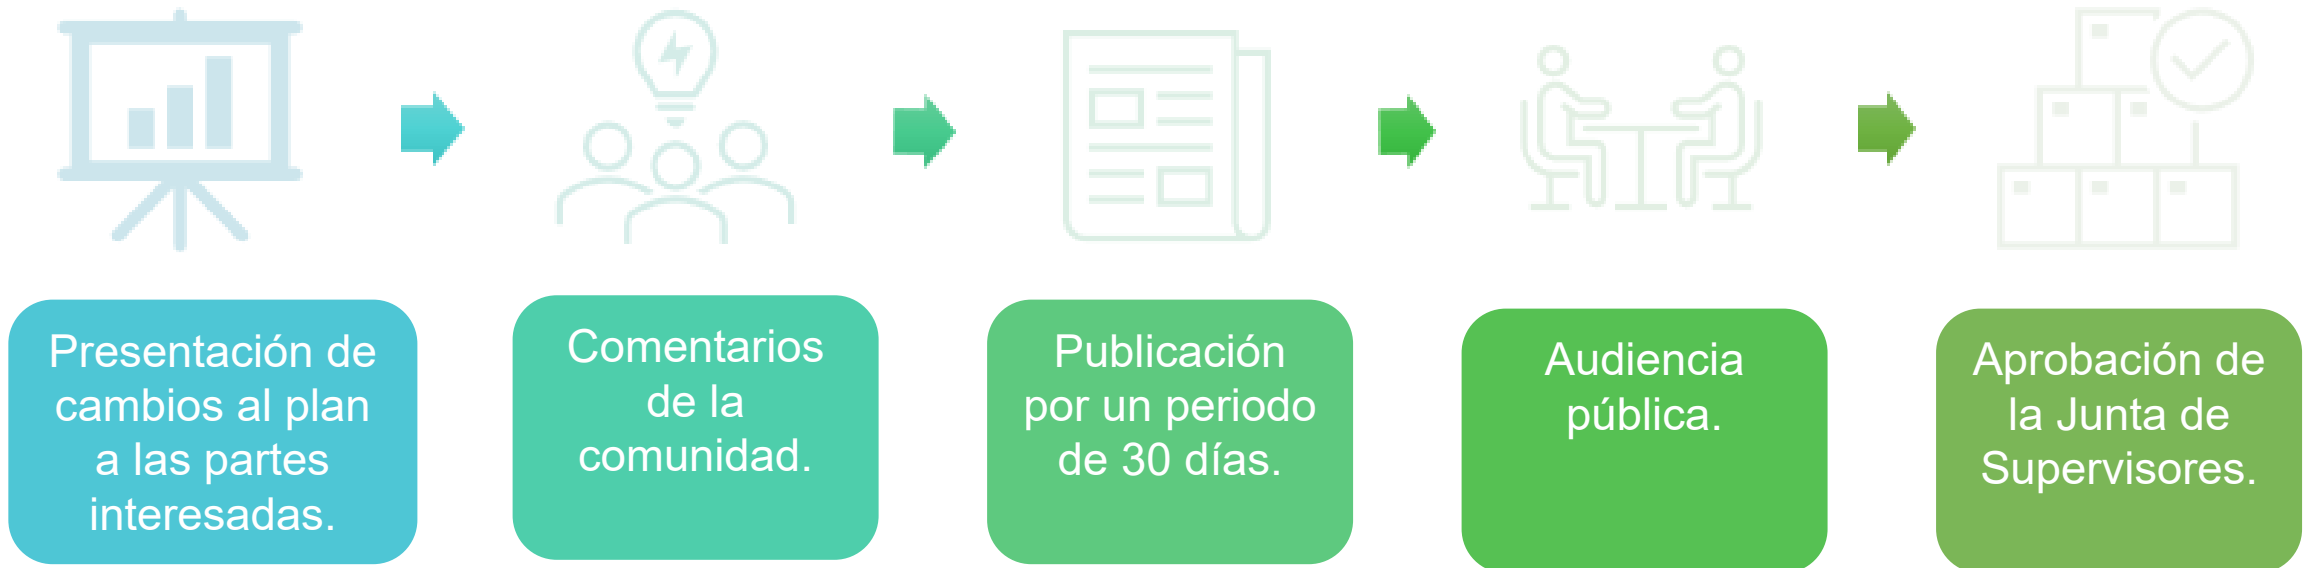 Presentación de
cambios al plan
a las partes
interesadas.
Comentarios
de la
comunidad.
Publicación
por un periodo
de 30 días.
Audiencia
pública.
Aprobación de
la Junta de
Supervisores.